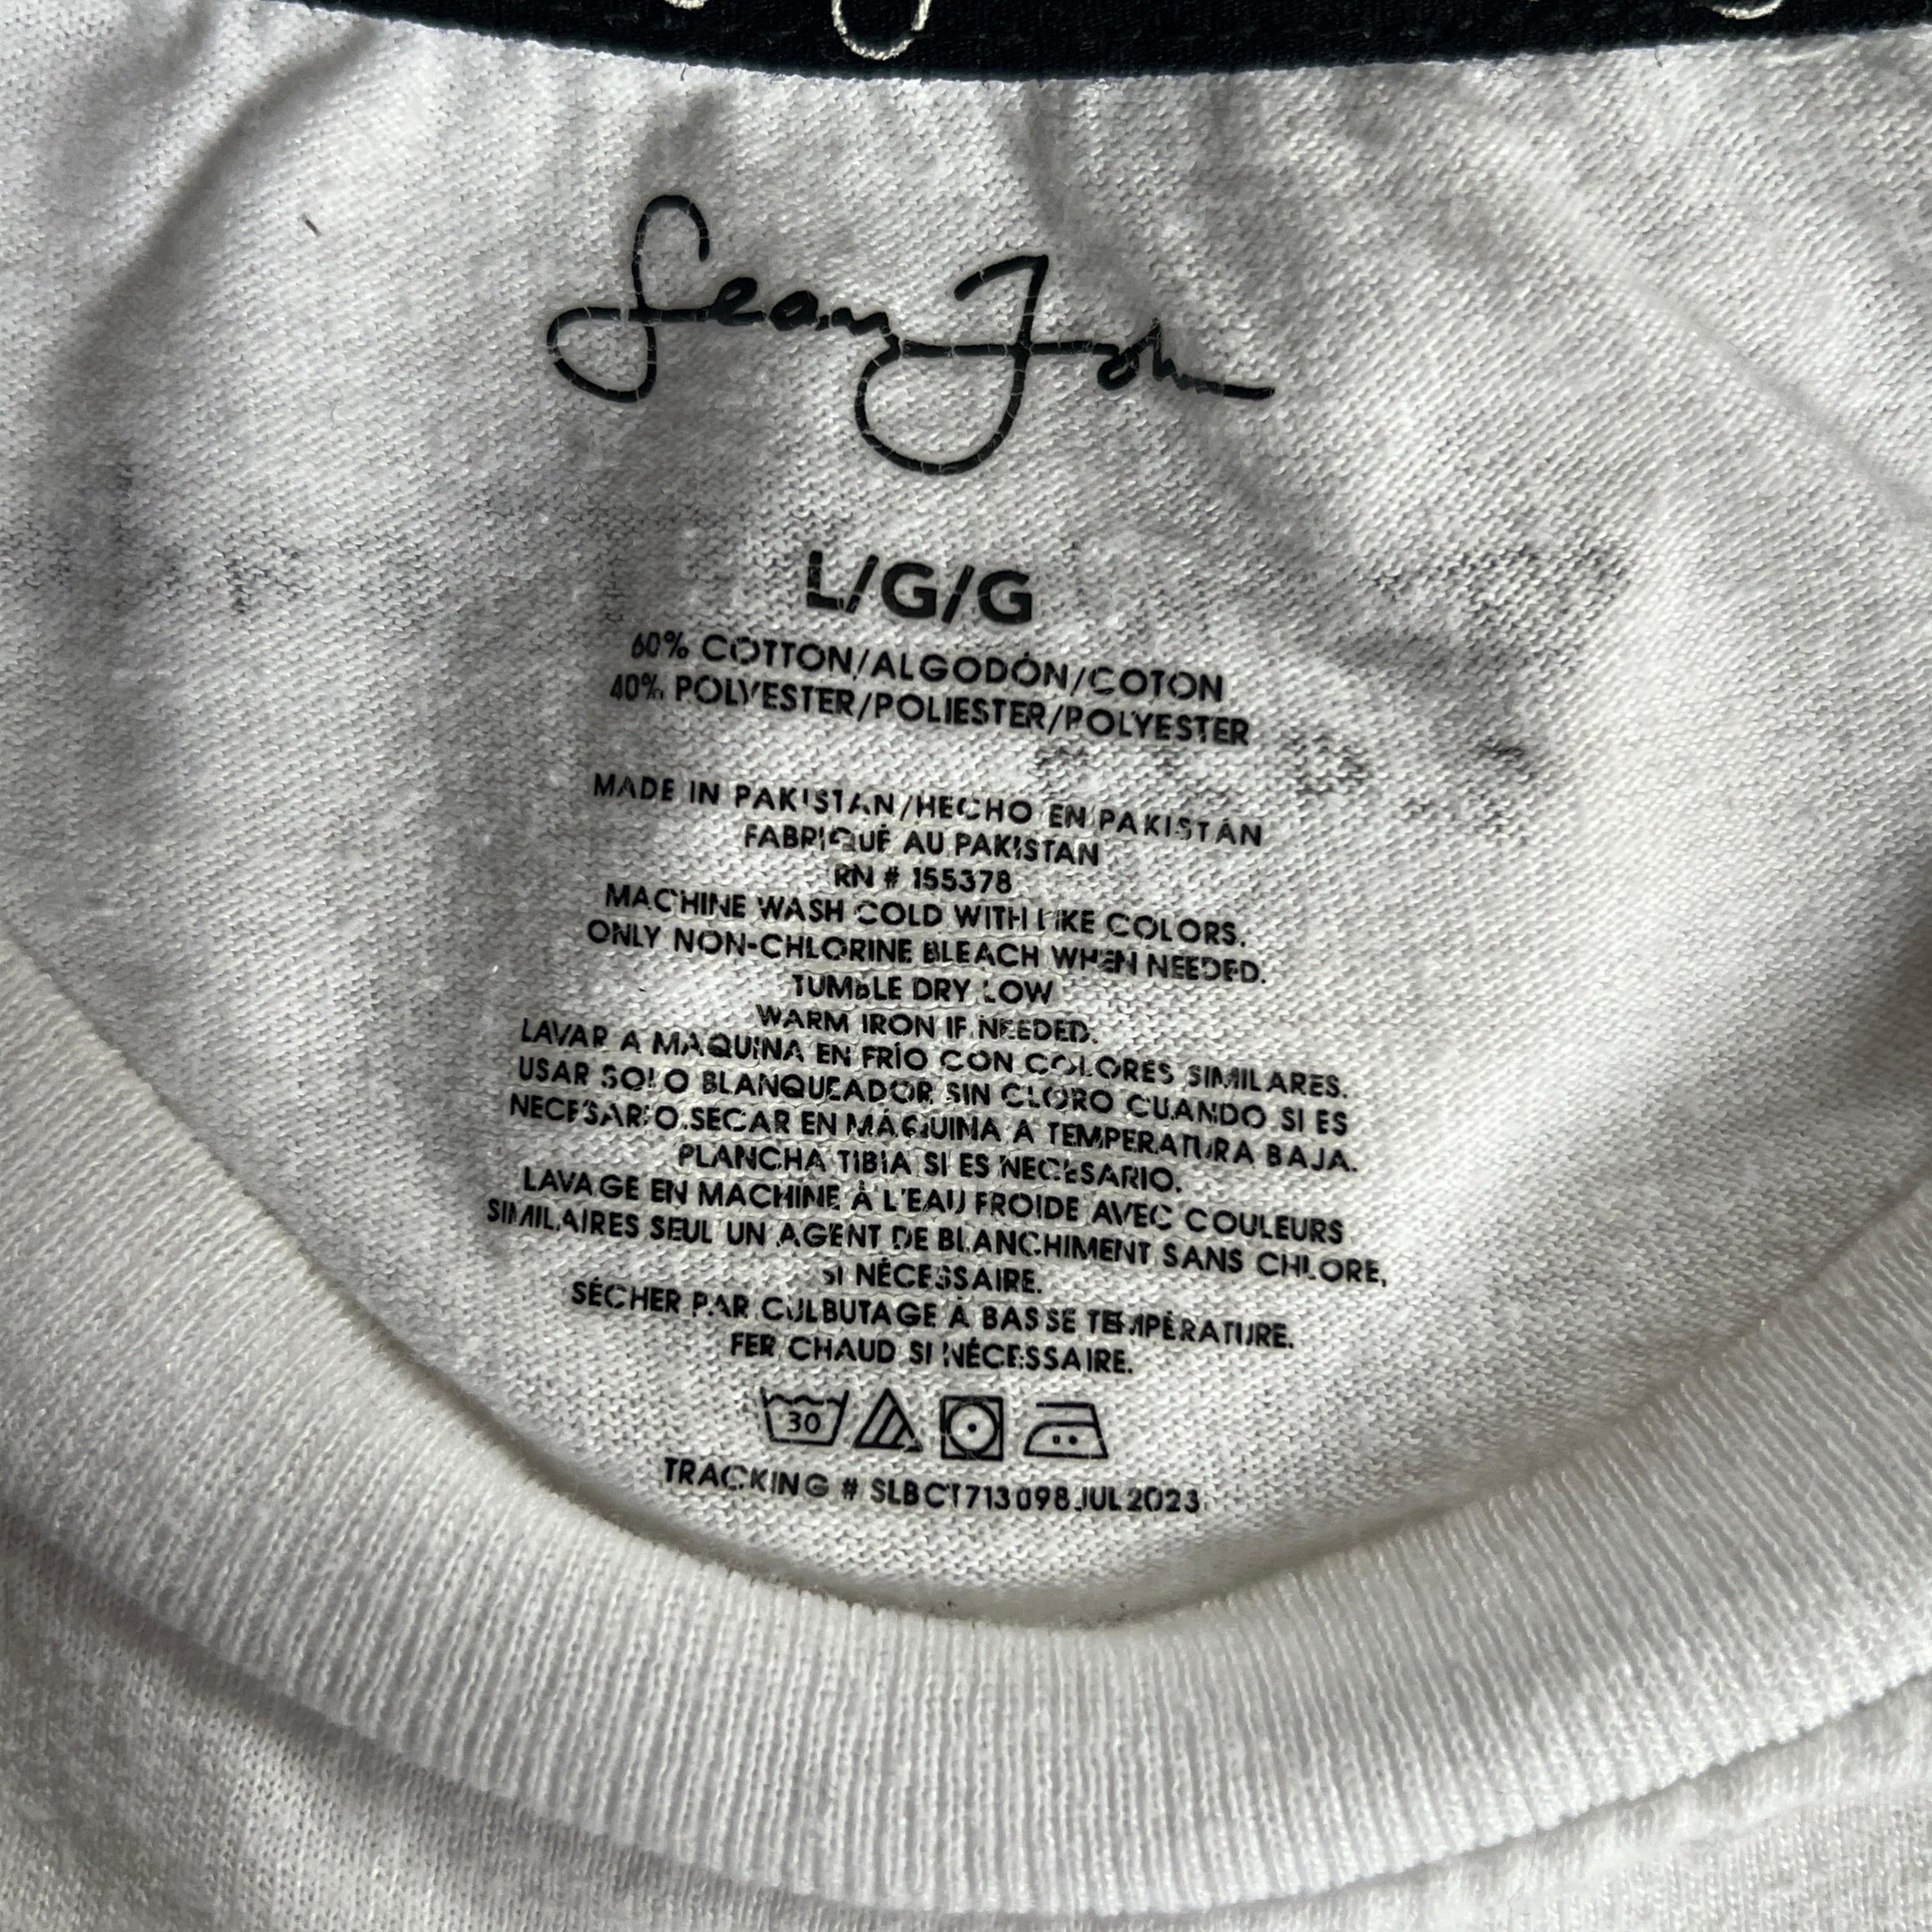 Sean John
L/G/G
60% COTTON/ALGODÓN/COTON
40% POLYESTER/POLIESTER/POLYESTER
MADE IN PAKISTAN/HECHO EN PAKISTÁN
FABRIQUÉ AU PAKISTAN
RN # 155378
MACHINE WASH COLD WITH LIKE COLORS.
ONLY NON-CHLORINE BLEACH WHEN NEEDED.
TUMBLE DRY LOW
WARM IRON IF NEEDED.
LAVAR A MAQUINA EN FRÍO CON COLORES SIMILARES.
USAR SOLO BLANQUEADOR SIN CLORO CUANDO SI ES
NECESARIO.SECAR EN MÁQUINA A TEMPERATURA BAJA.
PLANCHA TIBIA SI ES NECESARIO.
LAVAGE EN MACHINE À L'EAU FROIDE AVEC COULEURS
SIMILAIRES SEUL UN AGENT DE BLANCHIMENT SANS CHLORE,
SI NÉCESSAIRE.
SÉCHER PAR CULBUTAGE À BASSE TEMPÉRATURE.
FER CHAUD SI NÉCESSAIRE.
30
TRACKING # SLBCT713098JUL2023